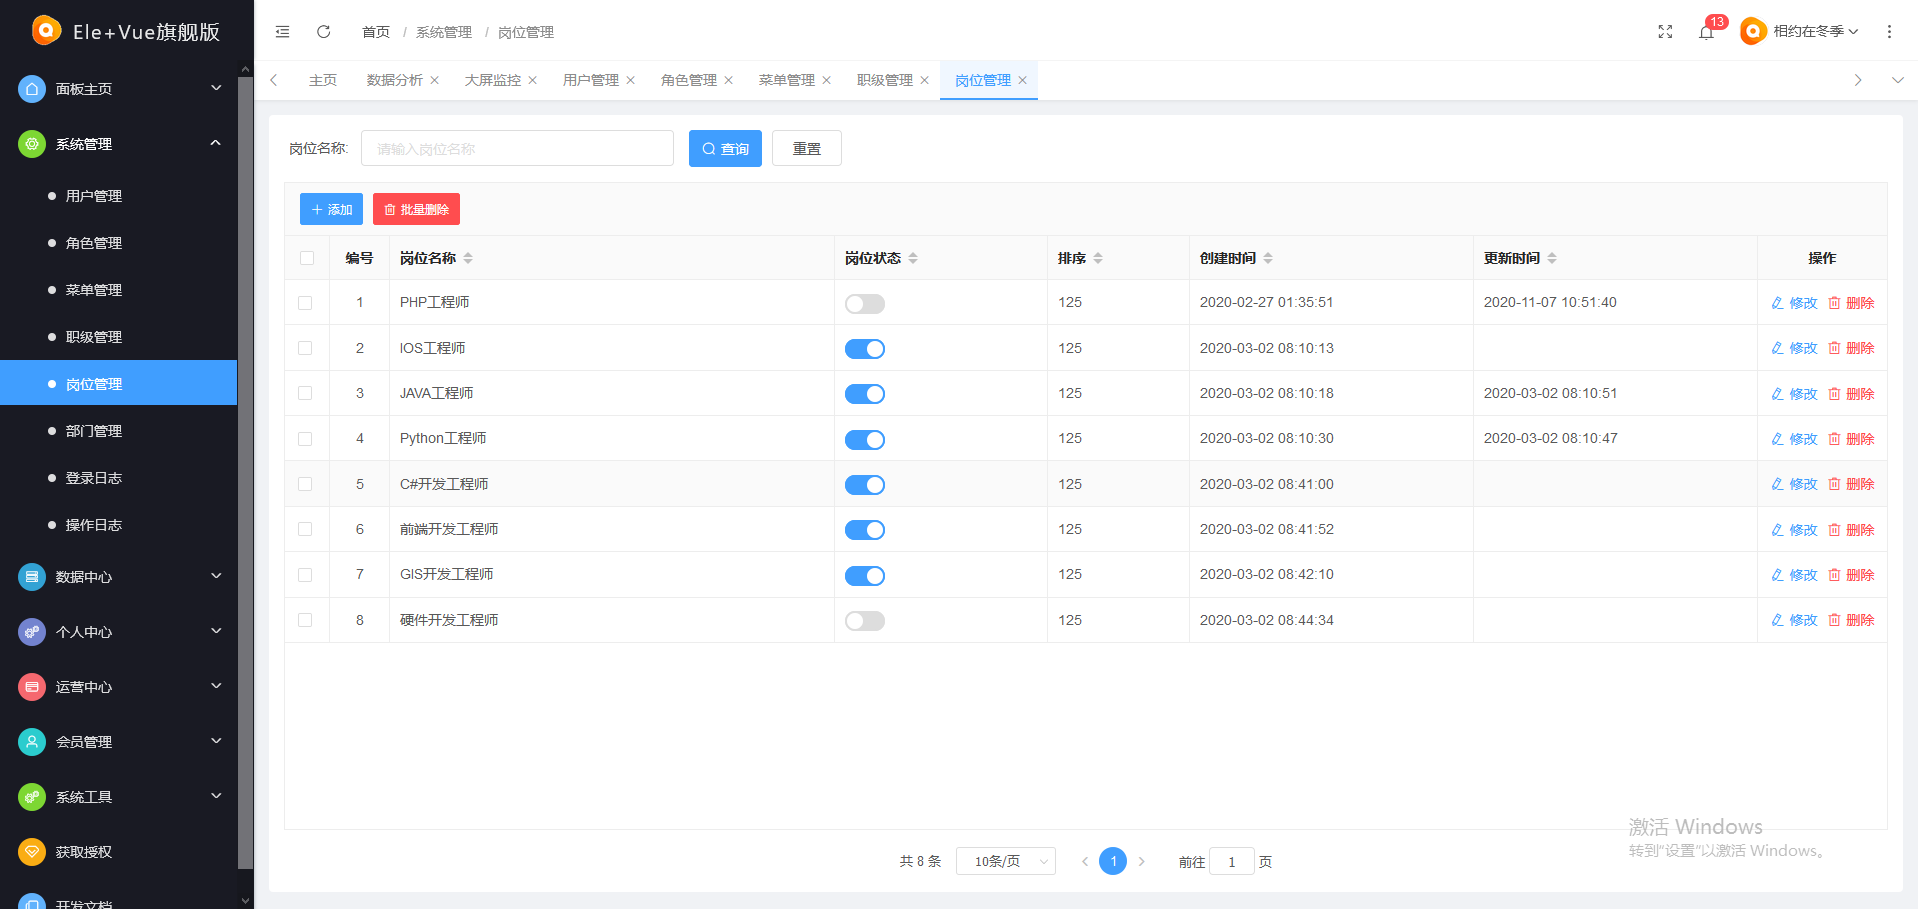 Ele+Vue旗舰版
面板主页
系统管理
用户管理
角色管理
菜单管理
职级管理
岗位管理
部门管理
登录日志
操作日志
数据中心
个人中心
运营中心
会员管理
系统工具
获取授权
开发文档
首页 / 系统管理 / 岗位管理
13
相约在冬季
主页 数据分析 大屏监控 用户管理 角色管理 菜单管理 职级管理 岗位管理
岗位名称: 请输入岗位名称 查询 重置
添加 批量删除
编号 岗位名称 岗位状态 排序 创建时间 更新时间 操作
1 PHP工程师 125 2020-02-27 01:35:51 2020-11-07 10:51:40 修改 删除
2 IOS工程师 125 2020-03-02 08:10:13 修改 删除
3 JAVA工程师 125 2020-03-02 08:10:18 2020-03-02 08:10:51 修改 删除
4 Python工程师 125 2020-03-02 08:10:30 2020-03-02 08:10:47 修改 删除
5 C#开发工程师 125 2020-03-02 08:41:00 修改 删除
6 前端开发工程师 125 2020-03-02 08:41:52 修改 删除
7 GIS开发工程师 125 2020-03-02 08:42:10 修改 删除
8 硬件开发工程师 125 2020-03-02 08:44:34 修改 删除
共 8 条 10条/页 1 前往 1 页
激活 Windows
转到"设置"以激活 Windows。